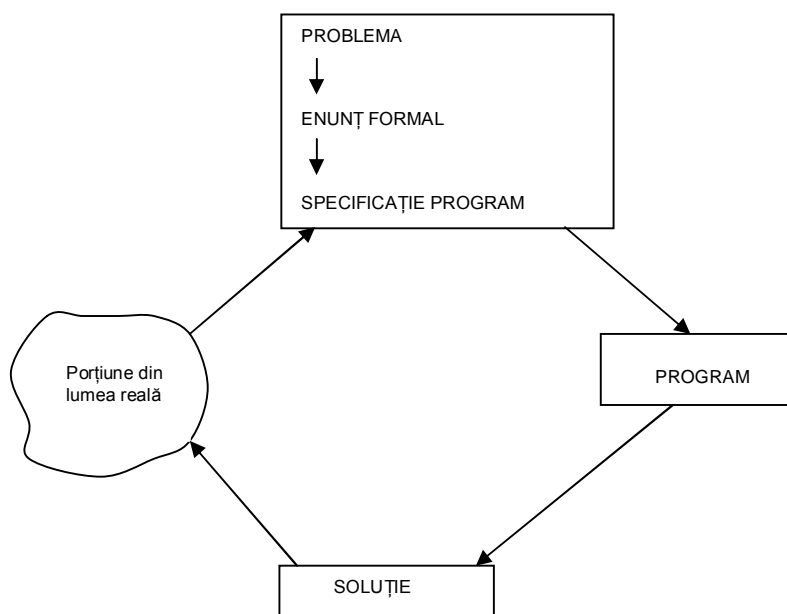 PROBLEMA
ENUNȚ FORMAL
SPECIFICAȚIE PROGRAM
Porțiune din
lumea reală
PROGRAM
SOLUȚIE